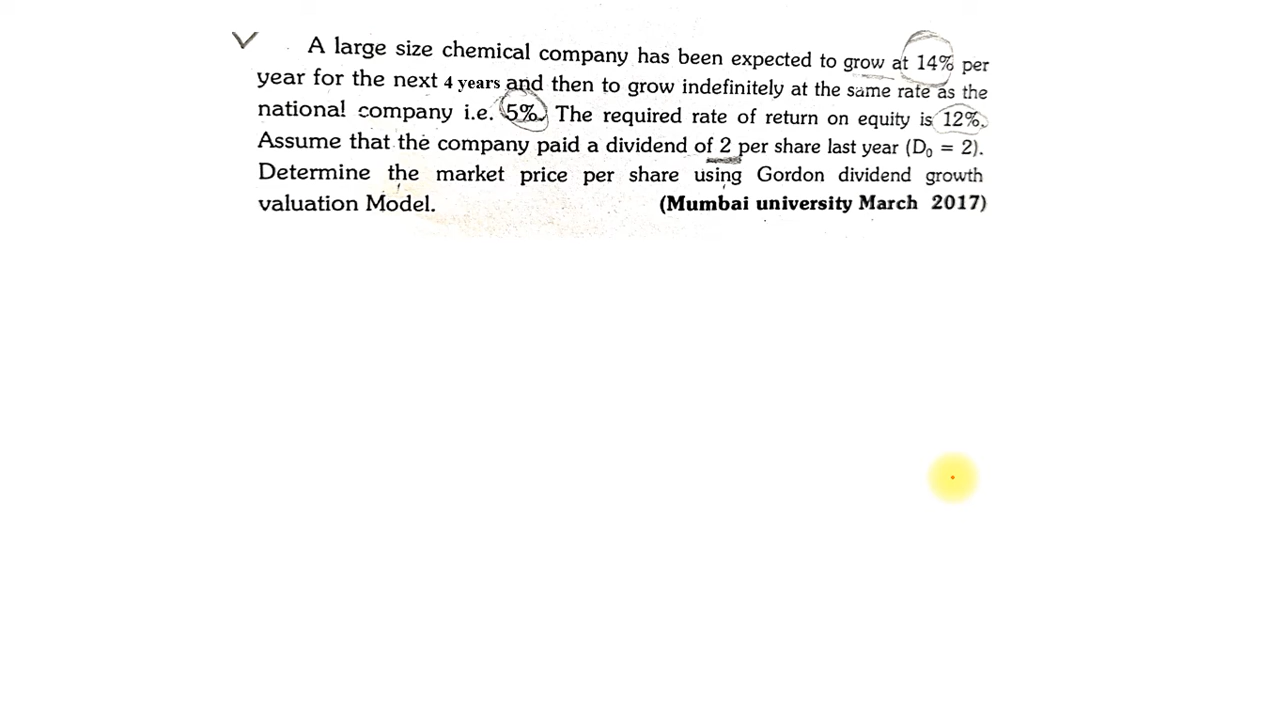 A large size chemical company has been expected to grow at 14% per
year for the next 4 years and then to grow indefinitely at the same rate as the
national company i.e. 5%. The required rate of return on equity is 12%.
Assume that the company paid a dividend of 2 per share last year (D₀ = 2).
Determine the market price per share using Gordon dividend growth
valuation Model. (Mumbai university March 2017)